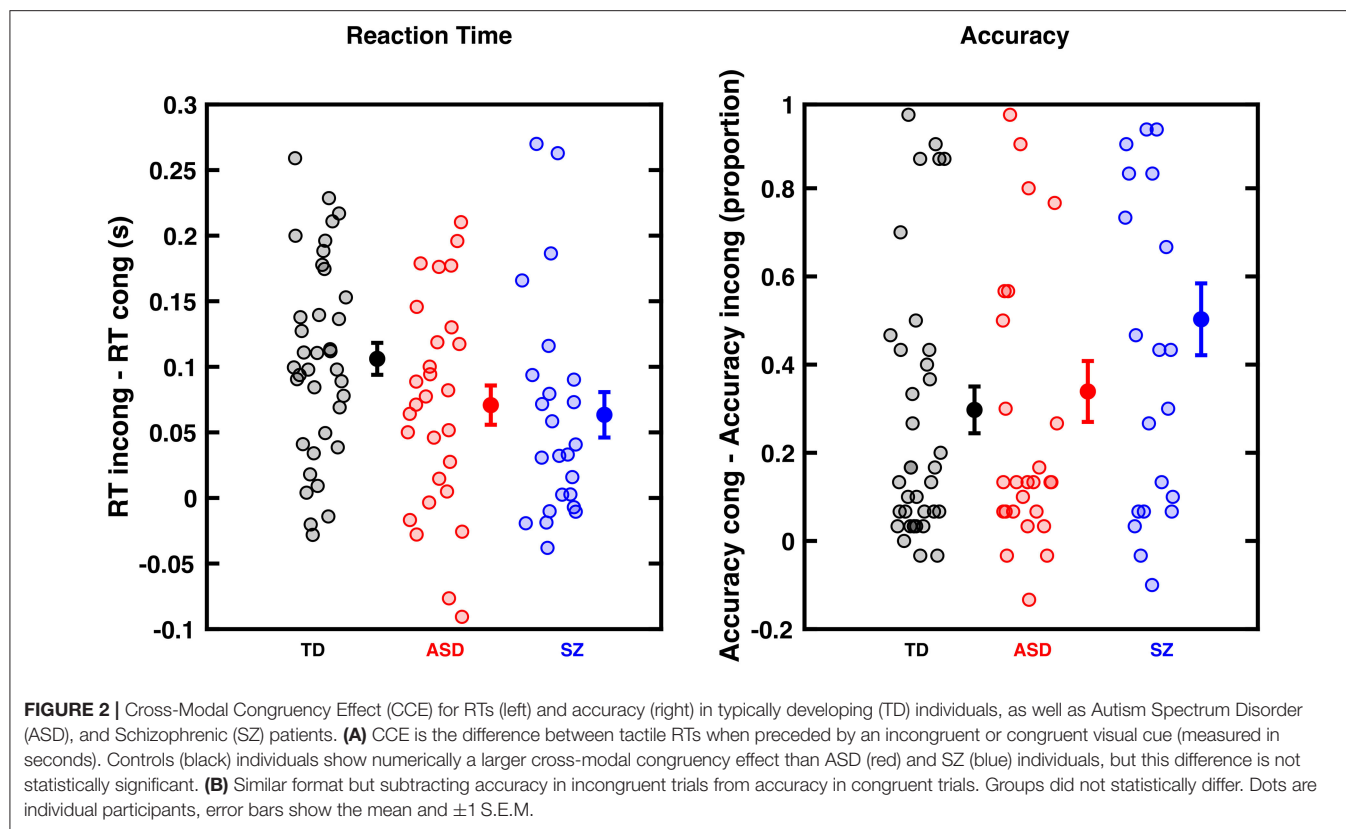 Reaction Time
Accuracy
RT incong - RT cong (s)
0.3
0.25
0.2
0.15
0.1
0.05
0
-0.05
-0.1
TD
ASD
SZ
Accuracy cong - Accuracy incong (proportion)
1
0.8
0.6
0.4
0.2
0
-0.2
TD
ASD
SZ
FIGURE 2 | Cross-Modal Congruency Effect (CCE) for RTs (left) and accuracy (right) in typically developing (TD) individuals, as well as Autism Spectrum Disorder
(ASD), and Schizophrenic (SZ) patients. (A) CCE is the difference between tactile RTs when preceded by an incongruent or congruent visual cue (measured in
seconds). Controls (black) individuals show numerically a larger cross-modal congruency effect than ASD (red) and SZ (blue) individuals, but this difference is not
statistically significant. (B) Similar format but subtracting accuracy in incongruent trials from accuracy in congruent trials. Groups did not statistically differ. Dots are
individual participants, error bars show the mean and ±1 S.E.M.